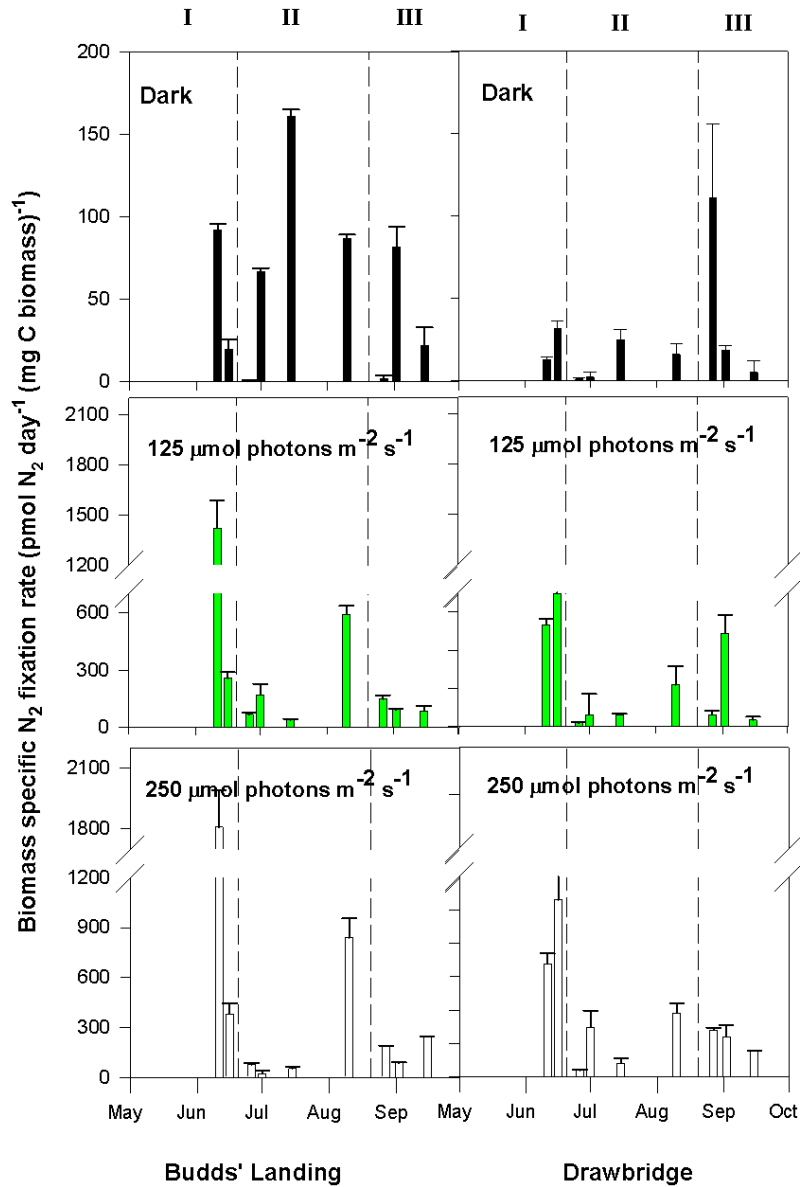 I II III I II III
200
150
100
50
0
Dark
Dark
2100
1800
1500
1200
600
300
0
125 μmol photons m⁻² s⁻¹
125 μmol photons m⁻² s⁻¹
2100
1800
1200
900
600
300
0
250 μmol photons m⁻² s⁻¹
250 μmol photons m⁻² s⁻¹
Biomass specific N₂ fixation rate (pmol N₂ day⁻¹ (mg C biomass)⁻¹)
May Jun Jul Aug Sep May Jun Jul Aug Sep Oct
Budds' Landing Drawbridge